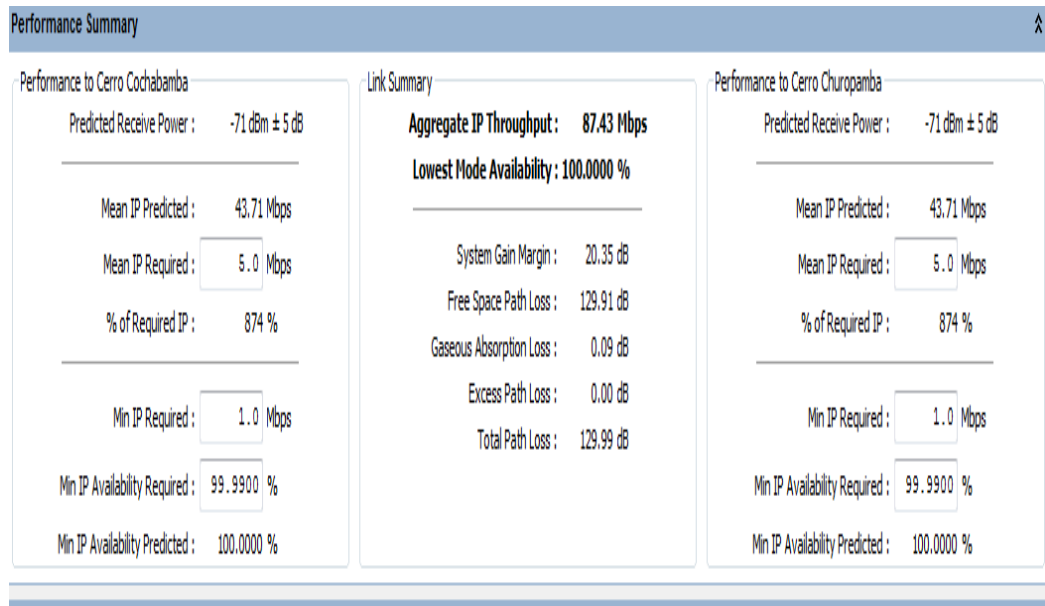 Performance Summary
Performance to Cerro Cochabamba
Predicted Receive Power : -71 dBm ± 5 dB
Mean IP Predicted : 43.71 Mbps
Mean IP Required : 5.0 Mbps
% of Required IP : 874 %
Min IP Required : 1.0 Mbps
Min IP Availability Required : 99.9900 %
Min IP Availability Predicted : 100.0000 %
Link Summary
Aggregate IP Throughput : 87.43 Mbps
Lowest Mode Availability : 100.0000 %
System Gain Margin : 20.35 dB
Free Space Path Loss : 129.91 dB
Gaseous Absorption Loss : 0.09 dB
Excess Path Loss : 0.00 dB
Total Path Loss : 129.99 dB
Performance to Cerro Churopamba
Predicted Receive Power : -71 dBm ± 5 dB
Mean IP Predicted : 43.71 Mbps
Mean IP Required : 5.0 Mbps
% of Required IP : 874 %
Min IP Required : 1.0 Mbps
Min IP Availability Required : 99.9900 %
Min IP Availability Predicted : 100.0000 %